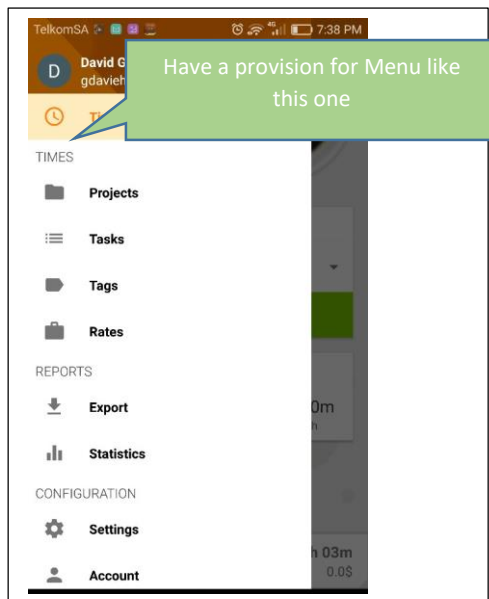 TelkomSA 4G 7:38 PM
D
David G
gdavieh
Have a provision for Menu like
this one
TIMES
Projects
Tasks
Tags
Rates
REPORTS
Export
0m
h
Statistics
CONFIGURATION
Settings
h 03m
Account
0.0$